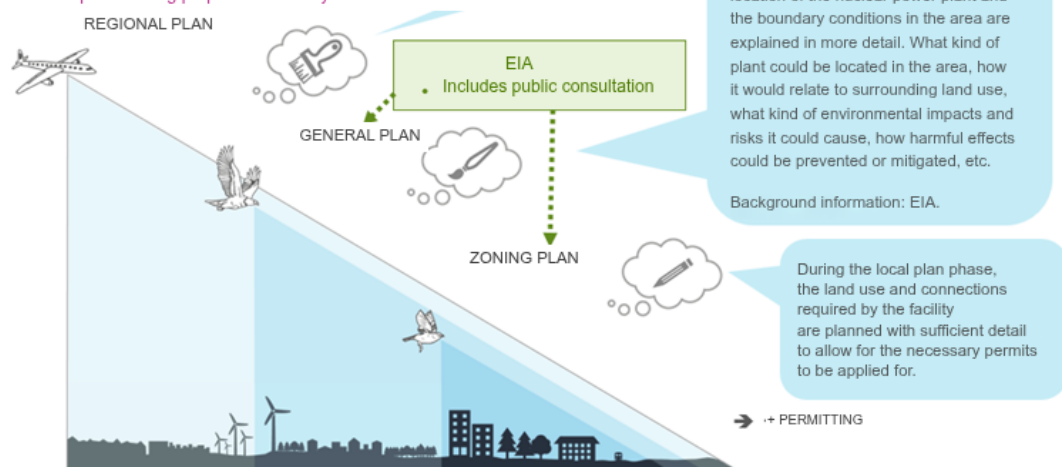 REGIONAL PLAN
EIA
• Includes public consultation
GENERAL PLAN
ZONING PLAN
the boundary conditions in the area are
explained in more detail. What kind of
plant could be located in the area, how
it would relate to surrounding land use,
what kind of environmental impacts and
risks it could cause, how harmful effects
could be prevented or mitigated, etc.
Background information: EIA.
During the local plan phase,
the land use and connections
required by the facility
are planned with sufficient detail
to allow for the necessary permits
to be applied for.
➔ ·+ PERMITTING